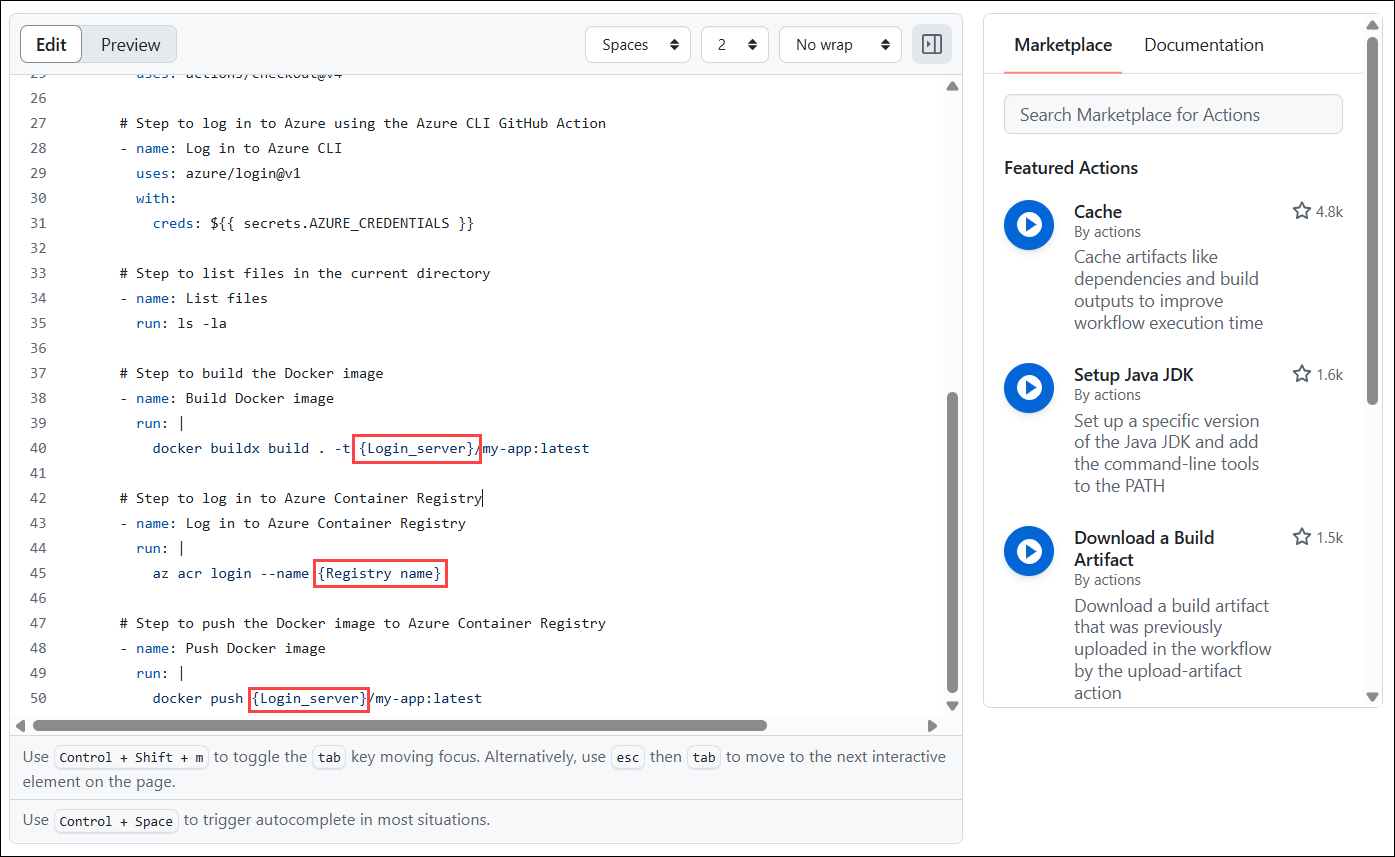 Edit Preview Spaces 2 No wrap
25 uses: actions/checkout@v4
26
27 # Step to log in to Azure using the Azure CLI GitHub Action
28 - name: Log in to Azure CLI
29 uses: azure/login@v1
30 with:
31 creds: ${{ secrets.AZURE_CREDENTIALS }}
32
33 # Step to list files in the current directory
34 - name: List files
35 run: ls -la
36
37 # Step to build the Docker image
38 - name: Build Docker image
39 run: |
40 docker buildx build . -t {Login_server}/my-app:latest
41
42 # Step to log in to Azure Container Registry
43 - name: Log in to Azure Container Registry
44 run: |
45 az acr login --name {Registry name}
46
47 # Step to push the Docker image to Azure Container Registry
48 - name: Push Docker image
49 run: |
50 docker push {Login_server}/my-app:latest
Use Control + Shift + m to toggle the tab key moving focus. Alternatively, use esc then tab to move to the next interactive
element on the page.
Use Control + Space to trigger autocomplete in most situations.
Marketplace Documentation
Search Marketplace for Actions
Featured Actions
Cache 4.8k
By actions
Cache artifacts like
dependencies and build
outputs to improve
workflow execution time
Setup Java JDK 1.6k
By actions
Set up a specific version
of the Java JDK and add
the command-line tools
to the PATH
Download a Build 1.5k
Artifact
By actions
Download a build artifact
that was previously
uploaded in the workflow
by the upload-artifact
action